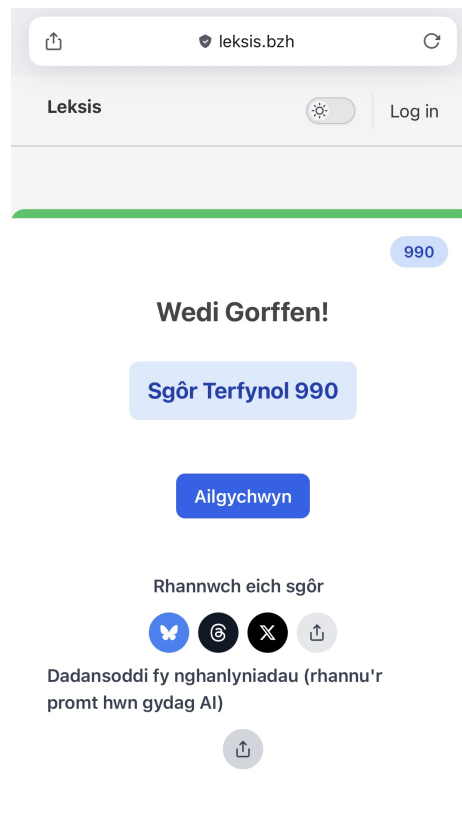 leksis.bzh
Leksis
Log in
990
Wedi Gorffen!
Sgôr Terfynol 990
Ailgychwyn
Rhannwch eich sgôr
Dadansoddi fy nghanlyniadau (rhannu'r
promt hwn gydag AI)